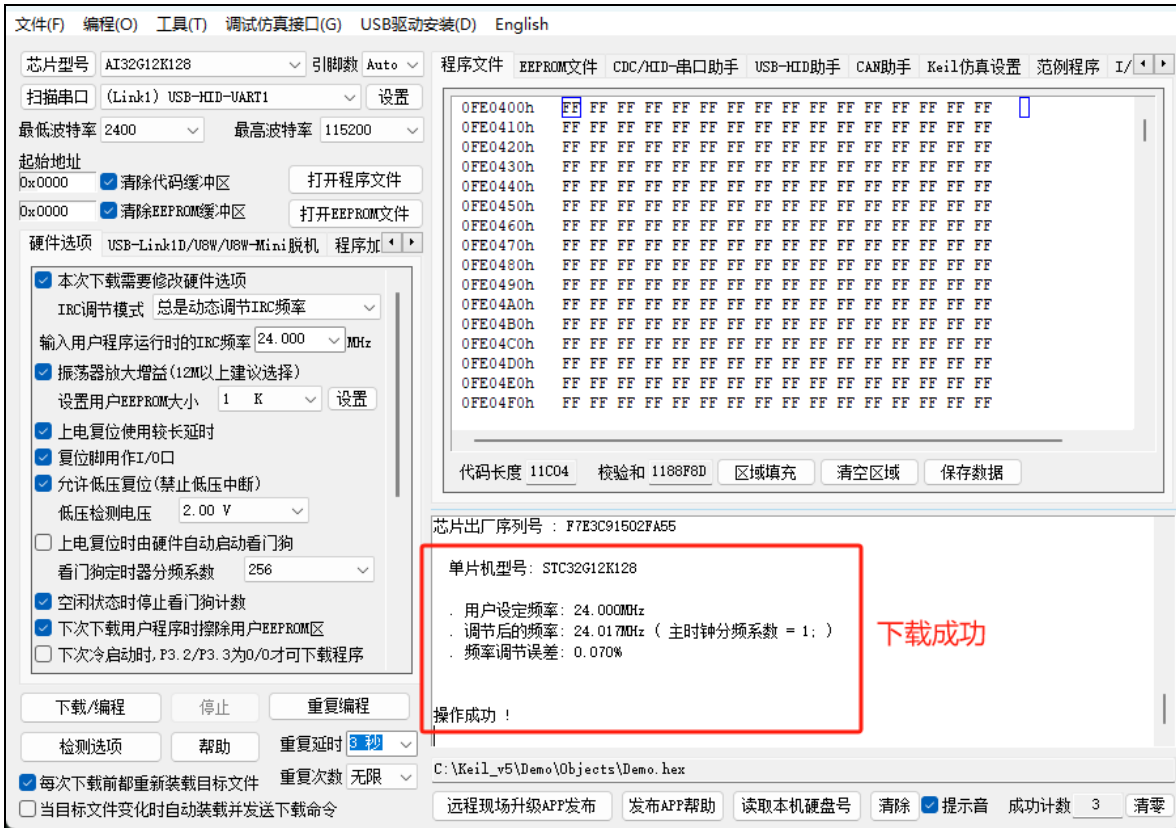 文件(F) 编程(O) 工具(T) 调试仿真接口(G) USB驱动安装(D) English
芯片型号 AI32G12K128 引脚数 Auto
扫描串口 (Link1) USB-HID-UART1 设置
最低波特率 2400 最高波特率 115200
起始地址
0x0000 清除代码缓冲区 打开程序文件
0x0000 清除EEPROM缓冲区 打开EEPROM文件
硬件选项 USB-Link1D/U8W/U8W-Mini脱机 程序加
本次下载需要修改硬件选项
IRC调节模式 总是动态调节IRC频率
输入用户程序运行时的IRC频率 24.000 MHz
振荡器放大增益(12M以上建议选择)
设置用户EEPROM大小 1 K 设置
上电复位使用较长延时
复位脚用作I/O口
允许低压复位(禁止低压中断)
低压检测电压 2.00 V
上电复位时由硬件自动启动看门狗
看门狗定时器分频系数 256
空闲状态时停止看门狗计数
下次下载用户程序时擦除用户EEPROM区
下次冷启动时,P3.2/P3.3为0/0才可下载程序
下载/编程 停止 重复编程
检测选项 帮助 重复延时 3 秒
每次下载前都重新装载目标文件 重复次数 无限
当目标文件变化时自动装载并发送下载命令
程序文件 EEPROM文件 CDC/HID-串口助手 USB-HID助手 CAN助手 Keil仿真设置 范例程序 I/
0FE0400h FF FF FF FF FF FF FF FF FF FF FF FF FF FF FF FF
0FE0410h FF FF FF FF FF FF FF FF FF FF FF FF FF FF FF FF
0FE0420h FF FF FF FF FF FF FF FF FF FF FF FF FF FF FF FF
0FE0430h FF FF FF FF FF FF FF FF FF FF FF FF FF FF FF FF
0FE0440h FF FF FF FF FF FF FF FF FF FF FF FF FF FF FF FF
0FE0450h FF FF FF FF FF FF FF FF FF FF FF FF FF FF FF FF
0FE0460h FF FF FF FF FF FF FF FF FF FF FF FF FF FF FF FF
0FE0470h FF FF FF FF FF FF FF FF FF FF FF FF FF FF FF FF
0FE0480h FF FF FF FF FF FF FF FF FF FF FF FF FF FF FF FF
0FE0490h FF FF FF FF FF FF FF FF FF FF FF FF FF FF FF FF
0FE04A0h FF FF FF FF FF FF FF FF FF FF FF FF FF FF FF FF
0FE04B0h FF FF FF FF FF FF FF FF FF FF FF FF FF FF FF FF
0FE04C0h FF FF FF FF FF FF FF FF FF FF FF FF FF FF FF FF
0FE04D0h FF FF FF FF FF FF FF FF FF FF FF FF FF FF FF FF
0FE04E0h FF FF FF FF FF FF FF FF FF FF FF FF FF FF FF FF
0FE04F0h FF FF FF FF FF FF FF FF FF FF FF FF FF FF FF FF
代码长度 11C04 校验和 1188F8D 区域填充 清空区域 保存数据
芯片出厂序列号 : F7E3C91502FA55
单片机型号: STC32G12K128
. 用户设定频率: 24.000MHz
. 调节后的频率: 24.017MHz ( 主时钟分频系数 = 1; )
. 频率调节误差: 0.070%
下载成功
操作成功 !
C:\Keil_v5\Demo\Objects\Demo.hex
远程现场升级APP发布 发布APP帮助 读取本机硬盘号 清除 提示音 成功计数 3 清零